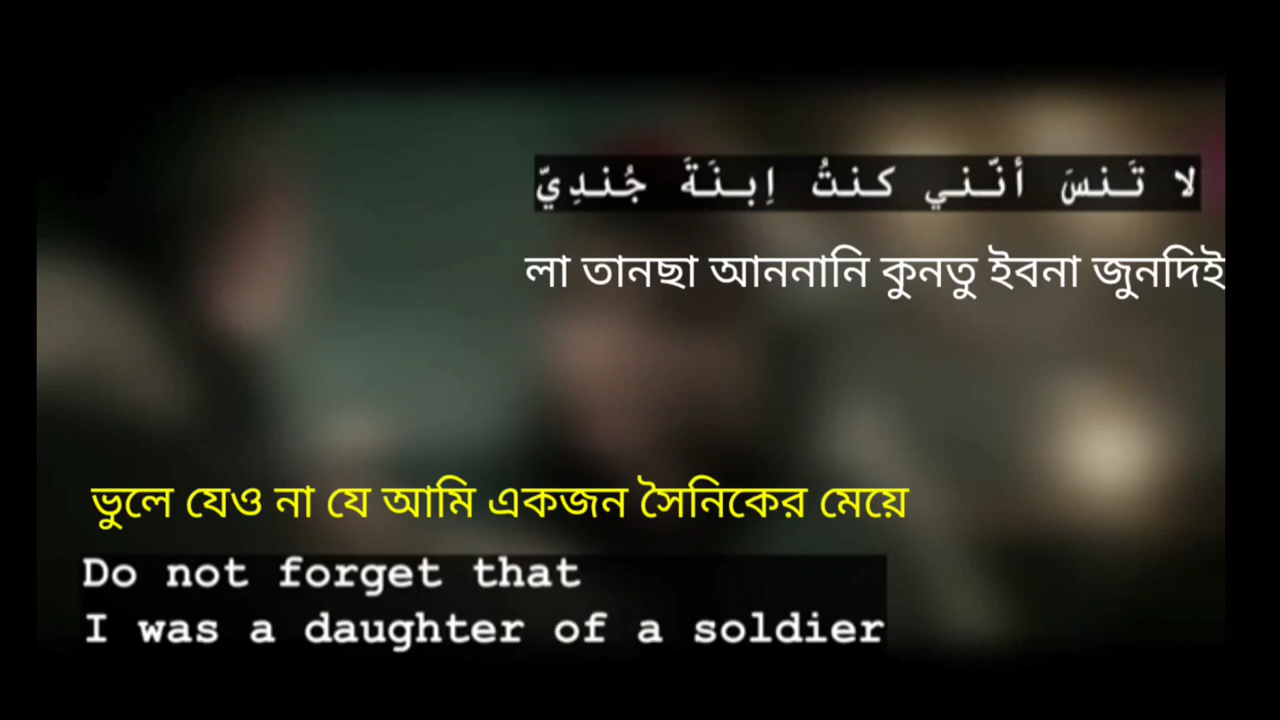 لا تَنسَ أنَّني كنتُ اِبنَةَ جُندِيّ
লা তানছা আননানি কুনতু ইবনা জুনদিই
ভুলে যেও না যে আমি একজন সৈনিকের মেয়ে
Do not forget that
I was a daughter of a soldier